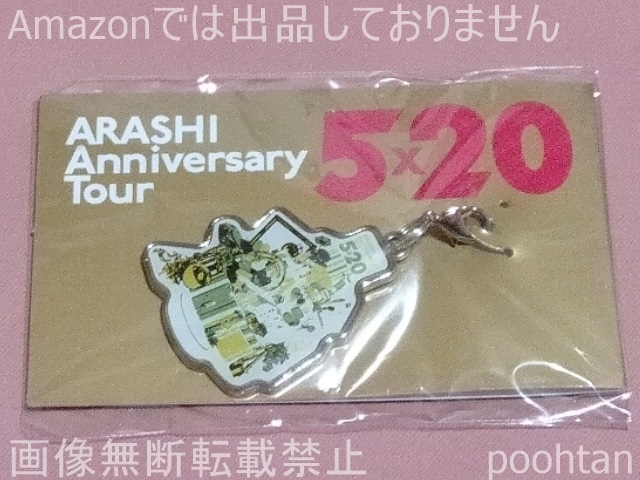 Amazonでは出品しておりません
ARASHI
Anniversary
Tour
5×20
520
画像無断転載禁止
poohtan